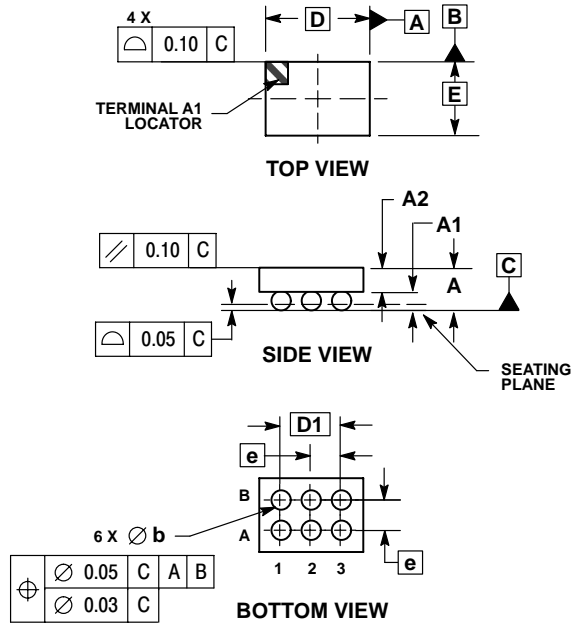 4 X
⌓ 0.10 C
D
A
B
E
TERMINAL A1
LOCATOR
TOP VIEW
A2
A1
⫽ 0.10 C
A
C
⌓ 0.05 C
SIDE VIEW
SEATING
PLANE
D1
e
B
6 X ∅ b
A
e
1 2 3
⌖ ∅ 0.05 C A B
∅ 0.03 C
BOTTOM VIEW